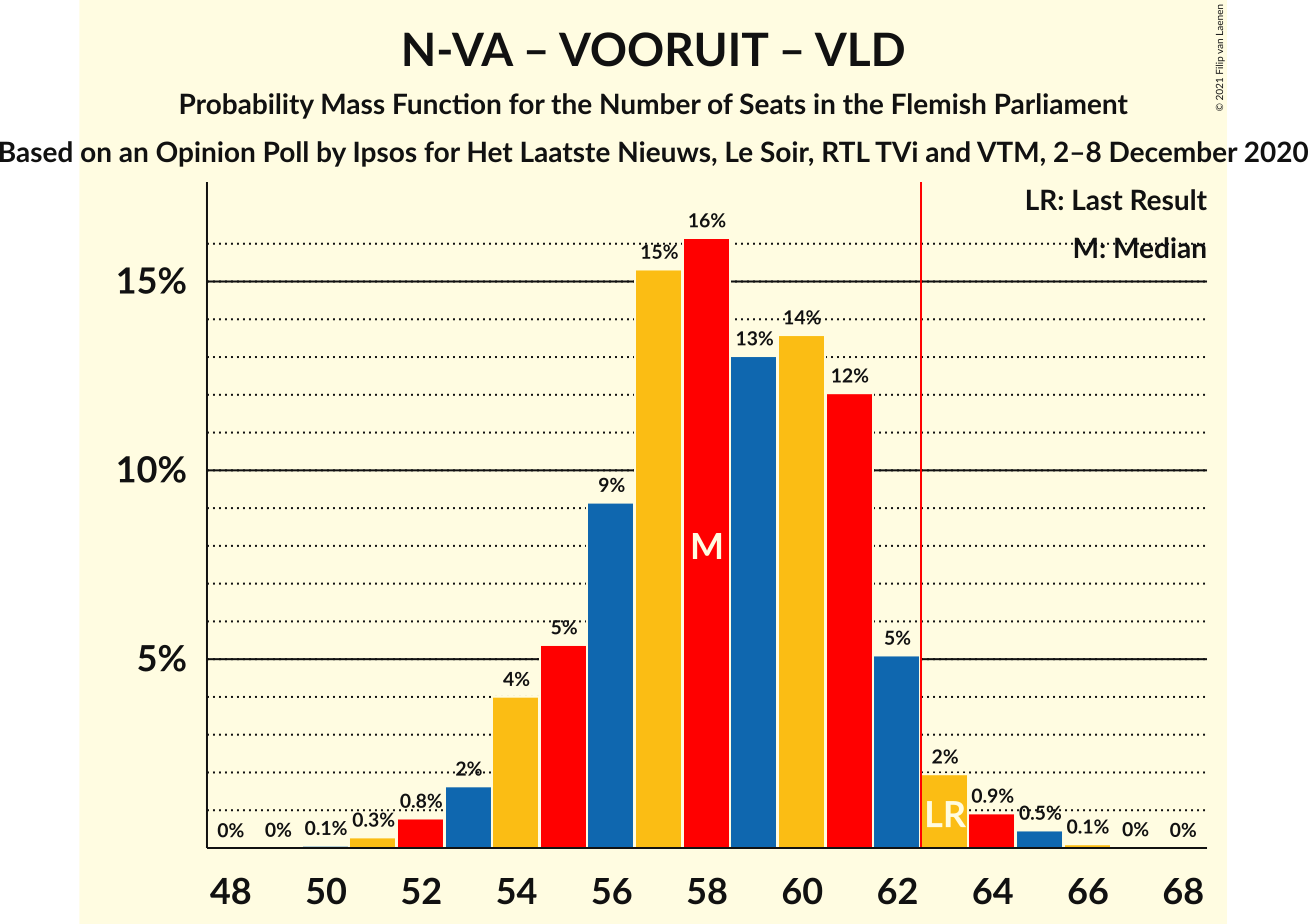 N-VA – VOORUIT – VLD
Probability Mass Function for the Number of Seats in the Flemish Parliament
Based on an Opinion Poll by Ipsos for Het Laatste Nieuws, Le Soir, RTL TVi and VTM, 2–8 December 2020
© 2021 Filip van Laenen
LR: Last Result
M: Median
15%
10%
5%
0%
0%
0.1%
0.3%
0.8%
2%
4%
5%
9%
15%
16%
13%
14%
12%
5%
2%
0.9%
0.5%
0.1%
0%
0%
M
LR
48 50 52 54 56 58 60 62 64 66 68